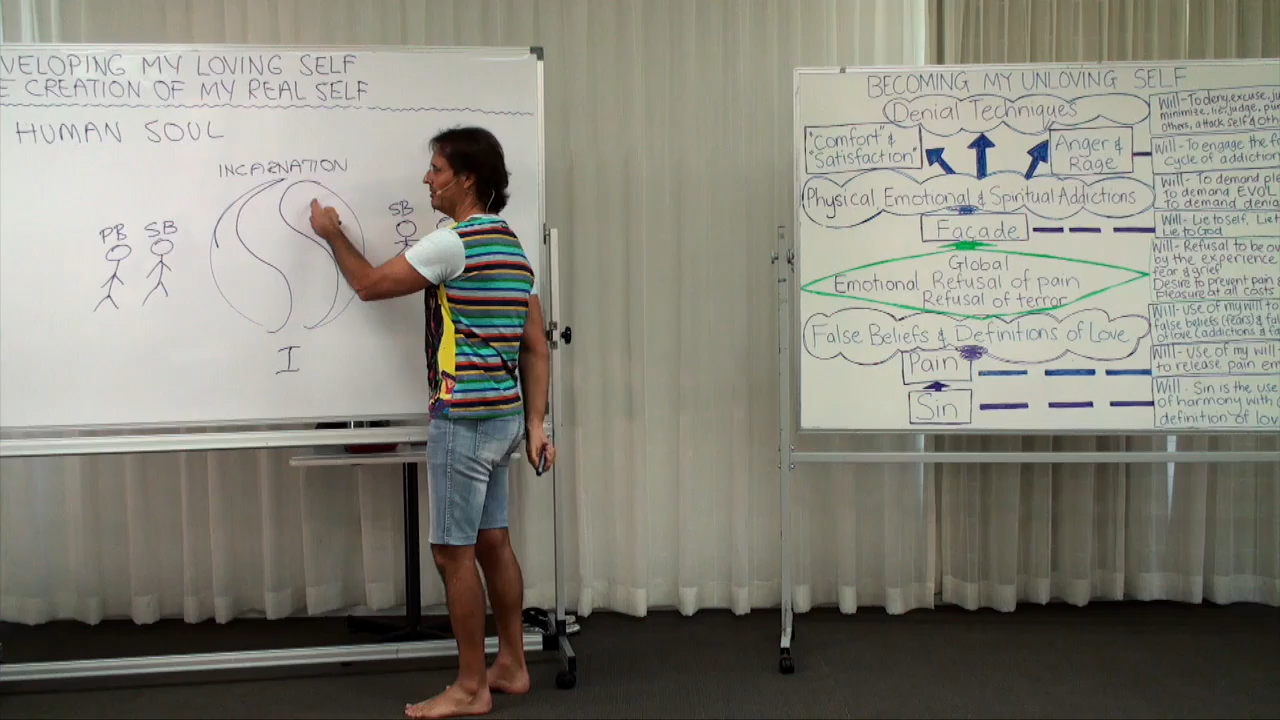 VELOPING MY LOVING SELF
E CREATION OF MY REAL SELF
HUMAN SOUL
INCARNATION
PB
SB
SB
I
BECOMING MY UNLOVING SELF
Denial Techniques
"Comfort" &
"Satisfaction"
Anger &
Rage
Physical, Emotional & Spiritual Addictions
Façade
Global
Emotional Refusal of pain
Refusal of terror
False Beliefs & Definitions of Love
Pain
Sin
Will - To deny, excuse, ju
minimize, lie, judge, pu
others, attack self & oth
Will - To engage the f
cycle of addiction
Will - To demand ple
To demand EVOL
To demand denia
Will - Lie to self, Lie t
Lie to God
Will - Refusal to be ov
by the experience
fear & grief
Desire to prevent pain &
pleasure at all costs
Will - use of my will to
false beliefs (fears) & fal
of love (addictions &
Will - Use of my will
to release pain em
Will - Sin is the use
of harmony with
definition of lov